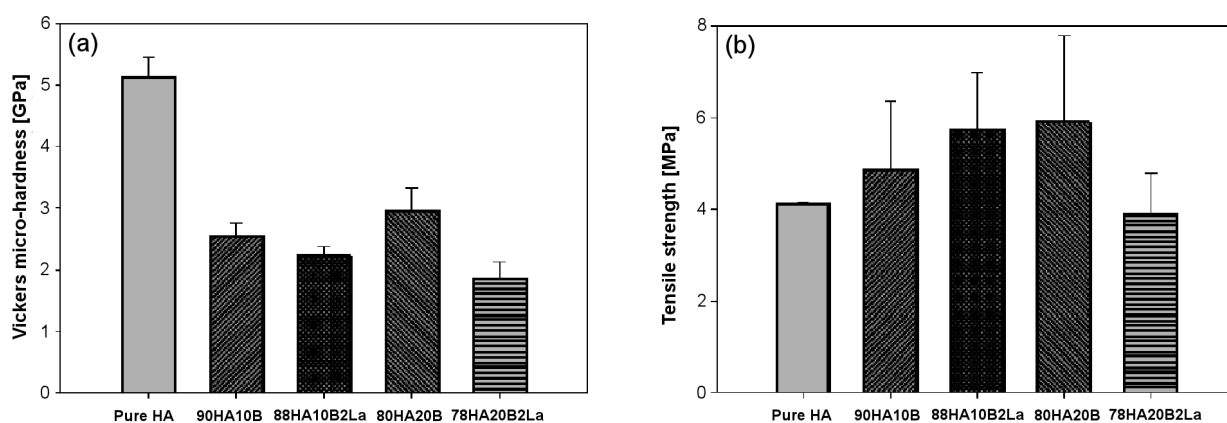 (a)
Vickers micro-hardness [GPa]
6
5
4
3
2
1
0
Pure HA 90HA10B 88HA10B2La 80HA20B 78HA20B2La
(b)
Tensile strength [MPa]
8
6
4
2
0
Pure HA 90HA10B 88HA10B2La 80HA20B 78HA20B2La